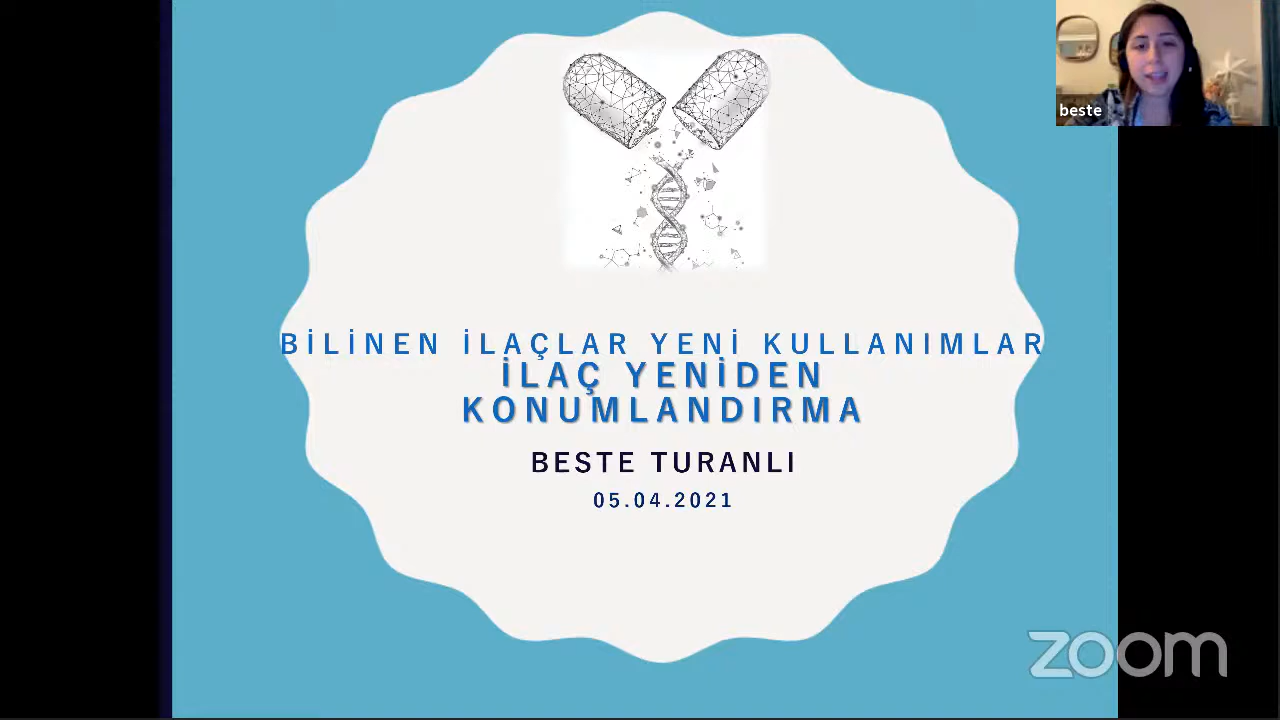 beste
BİLİNEN İLAÇLAR YENİ KULLANIMLAR
İLAÇ YENİDEN
KONUMLANDIRMA
BESTE TURANLI
05.04.2021
zoom